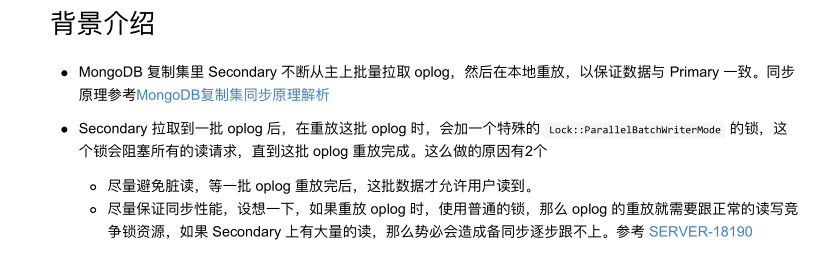 背景介绍
MongoDB 复制集里 Secondary 不断从主上批量拉取 oplog，然后在本地重放，以保证数据与 Primary 一致。同步
原理参考MongoDB复制集同步原理解析
Secondary 拉取到一批 oplog 后，在重放这批 oplog 时，会加一个特殊的 Lock::ParallelBatchWriterMode 的锁，这
个锁会阻塞所有的读请求，直到这批 oplog 重放完成。这么做的原因有2个
尽量避免脏读，等一批 oplog 重放完后，这批数据才允许用户读到。
尽量保证同步性能，设想一下，如果重放 oplog 时，使用普通的锁，那么 oplog 的重放就需要跟正常的读写竞
争锁资源，如果 Secondary 上有大量的读，那么势必会造成备同步逐步跟不上。参考 SERVER-18190